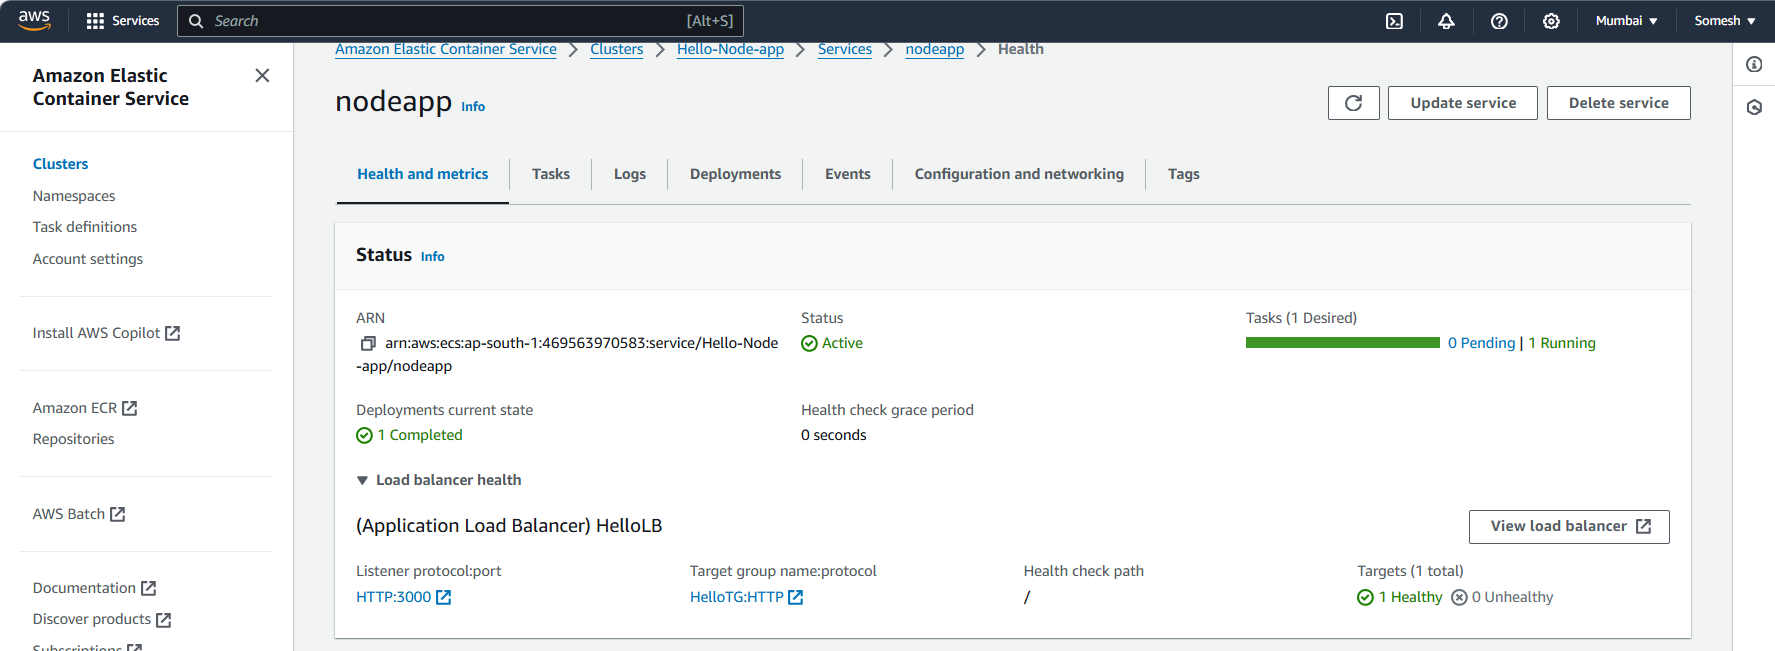 aws
Services
Search
[Alt+S]
Mumbai
Somesh
Amazon Elastic Container Service
Clusters
Hello-Node-app
Services
nodeapp
Health
Amazon Elastic
Container Service
Clusters
Namespaces
Task definitions
Account settings
Install AWS Copilot
Amazon ECR
Repositories
AWS Batch
Documentation
Discover products
Subscriptions
nodeapp Info
Update service
Delete service
Health and metrics
Tasks
Logs
Deployments
Events
Configuration and networking
Tags
Status Info
ARN
arn:aws:ecs:ap-south-1:469563970583:service/Hello-Node
-app/nodeapp
Status
Active
Tasks (1 Desired)
0 Pending | 1 Running
Deployments current state
1 Completed
Health check grace period
0 seconds
Load balancer health
(Application Load Balancer) HelloLB
View load balancer
Listener protocol:port
HTTP:3000
Target group name:protocol
HelloTG:HTTP
Health check path
/
Targets (1 total)
1 Healthy 0 Unhealthy